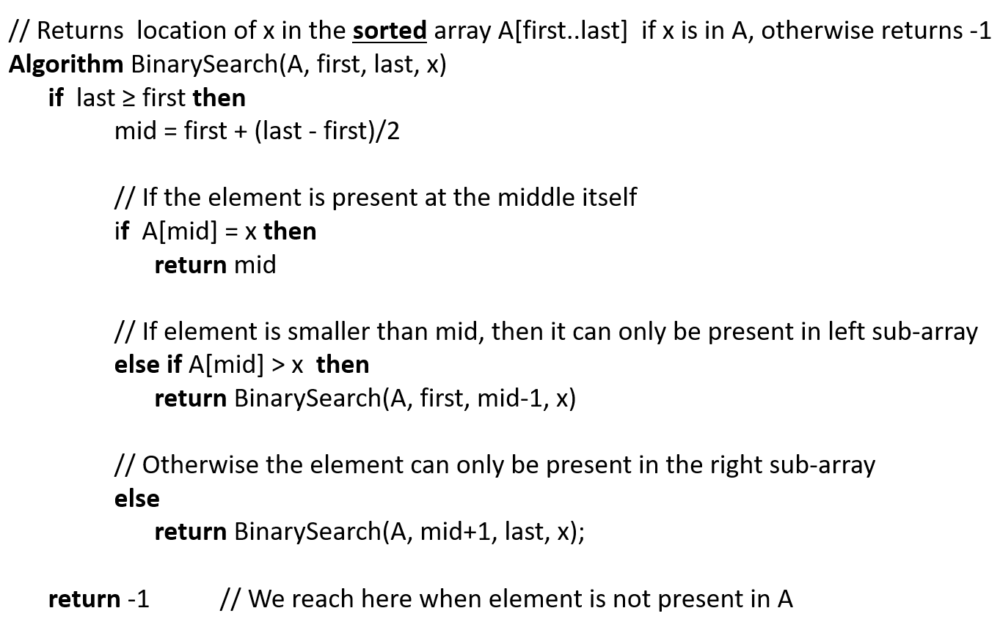 // Returns  location of x in the sorted array A[first..last]  if x is in A, otherwise returns -1
Algorithm BinarySearch(A, first, last, x)
if  last ≥ first then
mid = first + (last - first)/2
// If the element is present at the middle itself
if  A[mid] = x then
return mid
// If element is smaller than mid, then it can only be present in left sub-array
else if A[mid] > x  then
return BinarySearch(A, first, mid-1, x)
// Otherwise the element can only be present in the right sub-array
else
return BinarySearch(A, mid+1, last, x);
return -1 // We reach here when element is not present in A